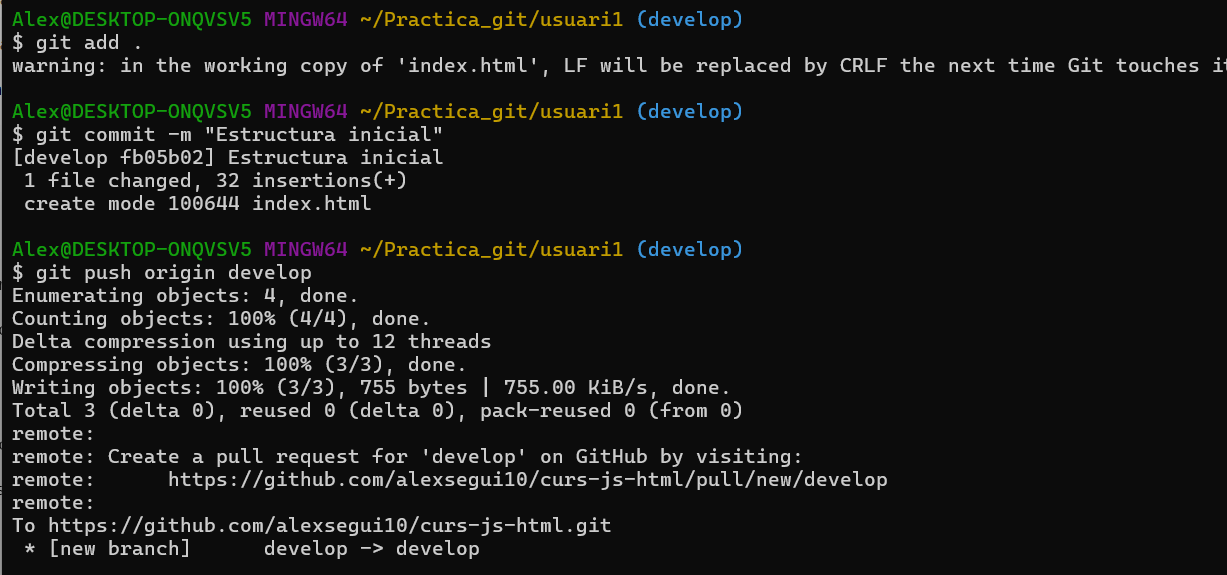 Alex@DESKTOP-ONQVSV5 MINGW64 ~/Practica_git/usuari1 (develop)
$ git add .
warning: in the working copy of 'index.html', LF will be replaced by CRLF the next time Git touches it
Alex@DESKTOP-ONQVSV5 MINGW64 ~/Practica_git/usuari1 (develop)
$ git commit -m "Estructura inicial"
[develop fb05b02] Estructura inicial
 1 file changed, 32 insertions(+)
 create mode 100644 index.html
Alex@DESKTOP-ONQVSV5 MINGW64 ~/Practica_git/usuari1 (develop)
$ git push origin develop
Enumerating objects: 4, done.
Counting objects: 100% (4/4), done.
Delta compression using up to 12 threads
Compressing objects: 100% (3/3), done.
Writing objects: 100% (3/3), 755 bytes | 755.00 KiB/s, done.
Total 3 (delta 0), reused 0 (delta 0), pack-reused 0 (from 0)
remote:
remote: Create a pull request for 'develop' on GitHub by visiting:
remote:      https://github.com/alexsegui10/curs-js-html/pull/new/develop
remote:
To https://github.com/alexsegui10/curs-js-html.git
 * [new branch]      develop -> develop